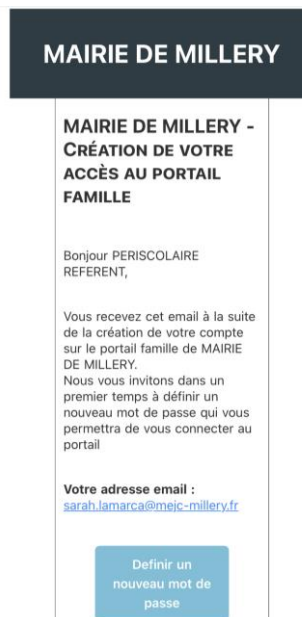 MAIRIE DE MILLERY
MAIRIE DE MILLERY -
CRÉATION DE VOTRE
ACCÈS AU PORTAIL
FAMILLE
Bonjour PERISCOLAIRE
REFERENT,
Vous recevez cet email à la suite
de la création de votre compte
sur le portail famille de MAIRIE
DE MILLERY.
Nous vous invitons dans un
premier temps à définir un
nouveau mot de passe qui vous
permettra de vous connecter au
portail
Votre adresse email :
sarah.lamarca@mejc-millery.fr
Definir un
nouveau mot de
passe